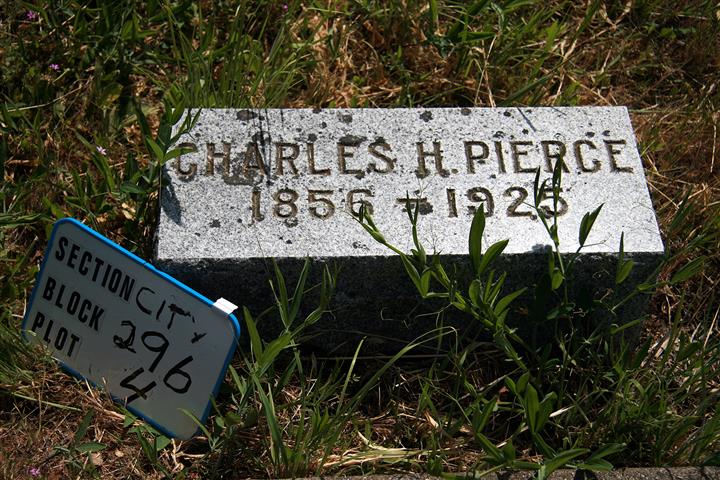 CHARLES H. PIERCE
1856 - 1925
SECTION CITY
BLOCK 296
PLOT 4